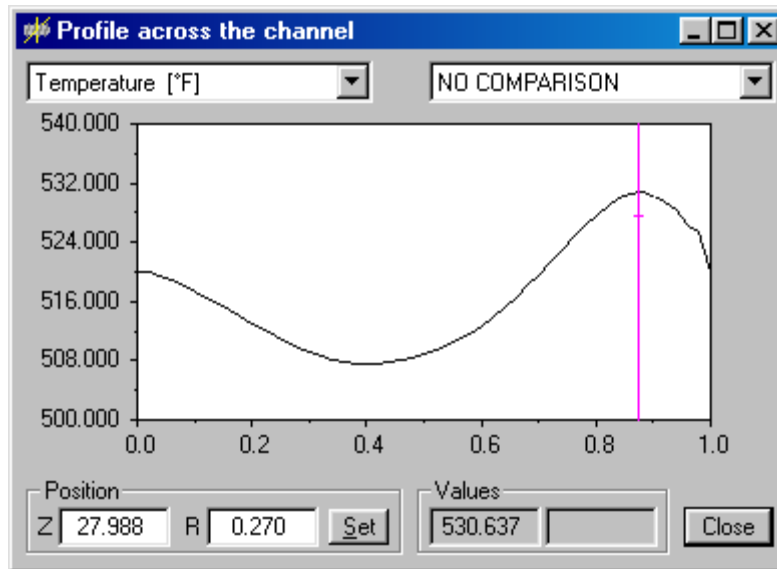 Profile across the channel
Temperature [°F] NO COMPARISON
540.000
532.000
524.000
516.000
508.000
500.000
0.0 0.2 0.4 0.6 0.8 1.0
Position Values
Z 27.988 R 0.270 Set 530.637 Close